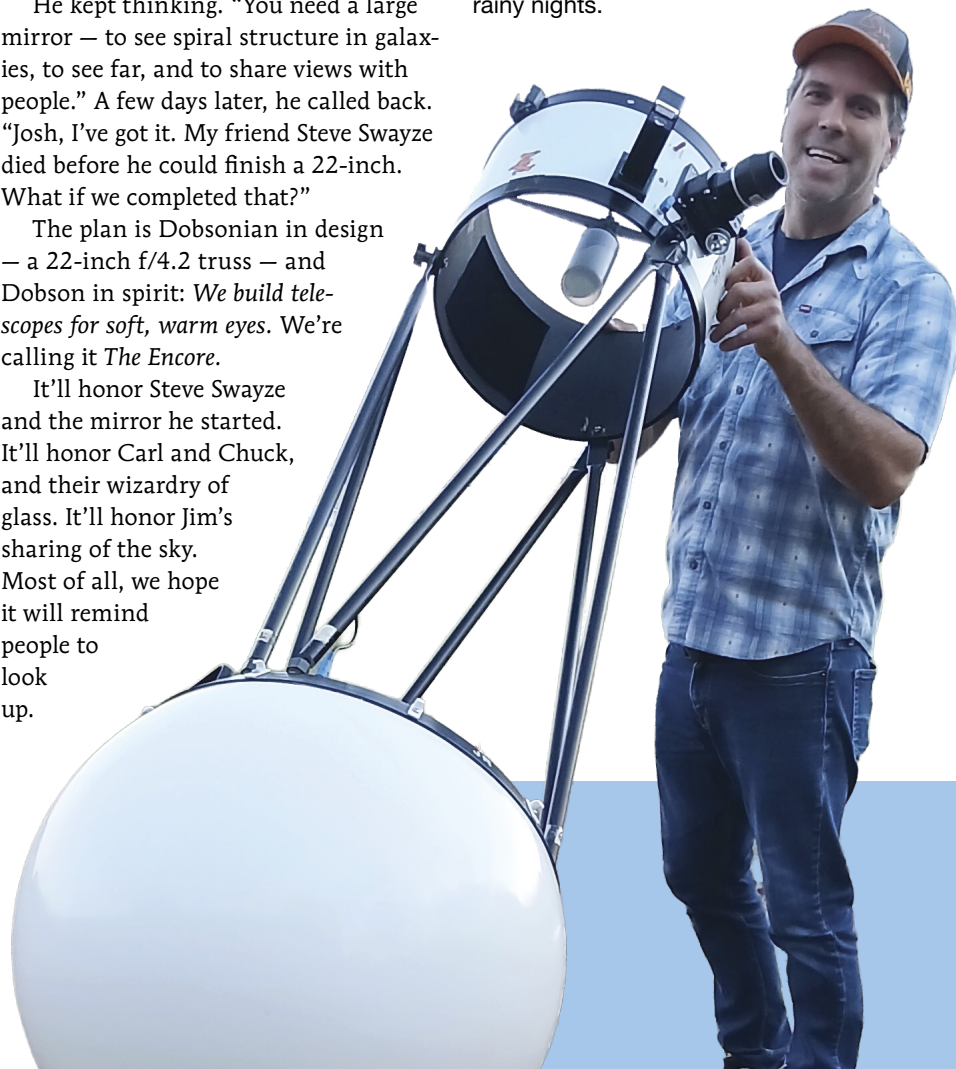 He kept thinking. “You need a large
mirror — to see spiral structure in galax-
ies, to see far, and to share views with
people.” A few days later, he called back.
“Josh, I’ve got it. My friend Steve Swayze
died before he could finish a 22-inch.
What if we completed that?”
The plan is Dobsonian in design
— a 22-inch f/4.2 truss — and
Dobson in spirit: We build tele-
scopes for soft, warm eyes. We’re
calling it The Encore.
It’ll honor Steve Swayze
and the mirror he started.
It’ll honor Carl and Chuck,
and their wizardry of
glass. It’ll honor Jim’s
sharing of the sky.
Most of all, we hope
it will remind
people to
look
up.
rainy nights.